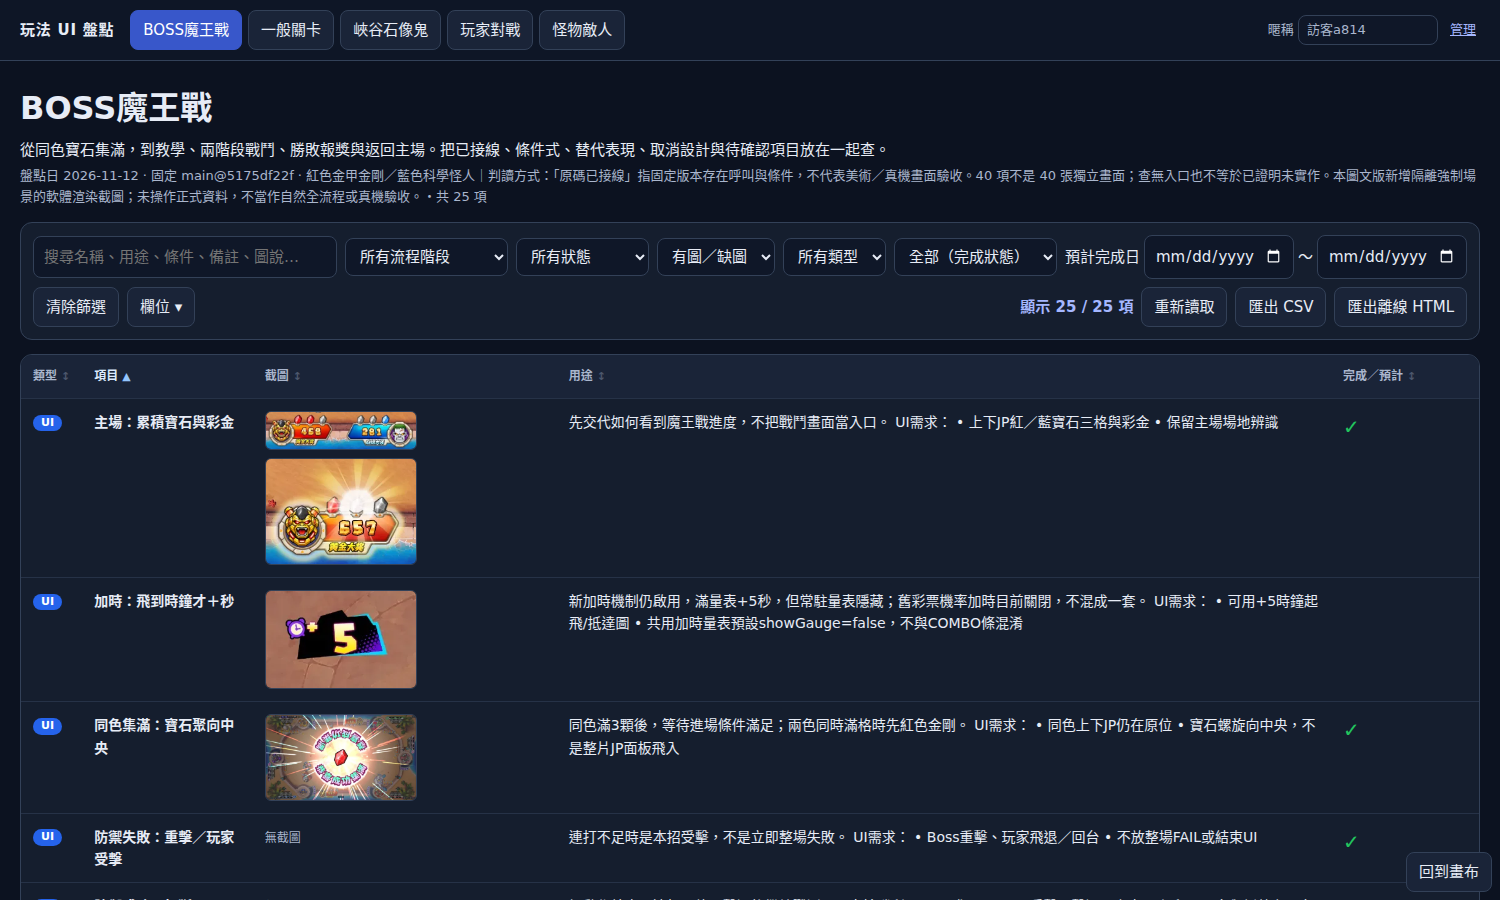 玩法 UI 盤點
BOSS魔王戰
一般關卡
峽谷石像鬼
玩家對戰
怪物敵人
暱稱
訪客a814
管理
BOSS魔王戰
從同色寶石集滿，到教學、兩階段戰鬥、勝敗報獎與返回主場。把已接線、條件式、替代表現、取消設計與待確認項目放在一起查。
盤點日 2026-11-12 · 固定 main@5175df22f · 紅色金甲金剛／藍色科學怪人｜判讀方式：「原碼已接線」指固定版本存在呼叫與條件，不代表美術／真機畫面驗收。40 項不是 40 張獨立畫面；查無入口也不等於已證明未實作。本圖文版新增隔離強制場
景的軟體渲染截圖；未操作正式資料，不當作自然全流程或真機驗收。・共 25 項
搜尋名稱、用途、條件、備註、圖說…
所有流程階段
所有狀態
有圖／缺圖
所有類型
全部（完成狀態）
預計完成日
mm/dd/yyyy
～
mm/dd/yyyy
清除篩選
欄位 ▾
顯示 25 / 25 項
重新讀取
匯出 CSV
匯出離線 HTML
類型 ↕
項目 ▲
截圖 ↕
用途 ↕
完成／預計 ↕
UI
主場：累積寶石與彩金
458
281
657
黃金大獎
先交代如何看到魔王戰進度，不把戰鬥畫面當入口。 UI需求： • 上下JP紅／藍寶石三格與彩金 • 保留主場場地辨識
✓
UI
加時：飛到時鐘才＋秒
+5
新加時機制仍啟用，滿量表+5秒，但常駐量表隱藏；舊彩票機率加時目前關閉，不混成一套。 UI需求： • 可用+5時鐘起
飛/抵達圖 • 共用加時量表預設showGauge=false，不與COMBO條混淆
UI
同色集滿：寶石聚向中
央
同色滿3顆後，等待進場條件滿足；兩色同時滿格時先紅色金剛。 UI需求： • 同色上下JP仍在原位 • 寶石螺旋向中央，不
是整片JP面板飛入
✓
UI
防禦失敗：重擊／玩家
受擊
無截圖
連打不足時是本招受擊，不是立即整場失敗。 UI需求： • Boss重擊、玩家飛退／回台 • 不放整場FAIL或結束UI
✓
回到畫布